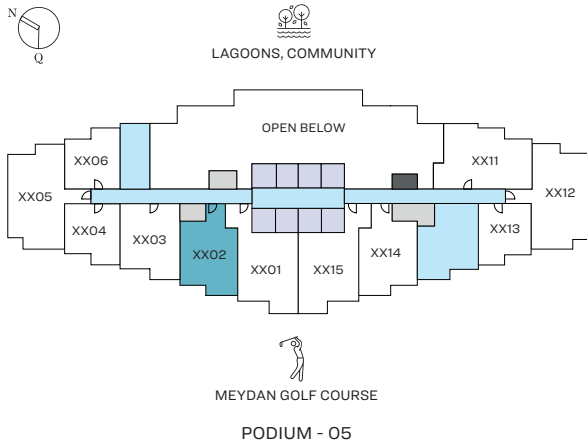 N
Q
LAGOONS, COMMUNITY
OPEN BELOW
XX06
XX11
XX05
XX12
XX04
XX03
XX02
XX01
XX15
XX14
XX13
MEYDAN GOLF COURSE
PODIUM - 05